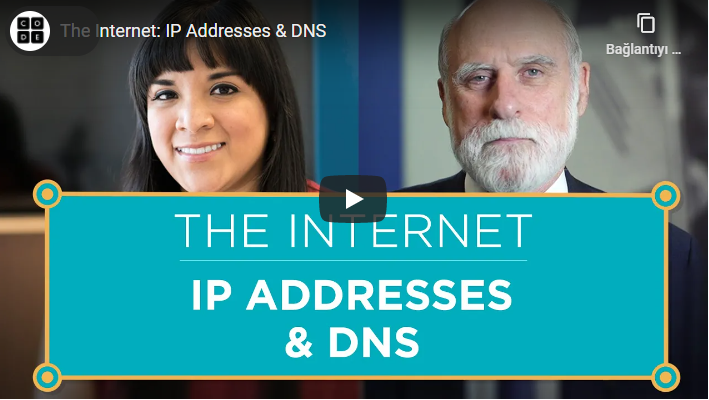 CODE
The Internet: IP Addresses & DNS
Bağlantıyı ...
THE INTERNET
IP ADDRESSES
& DNS